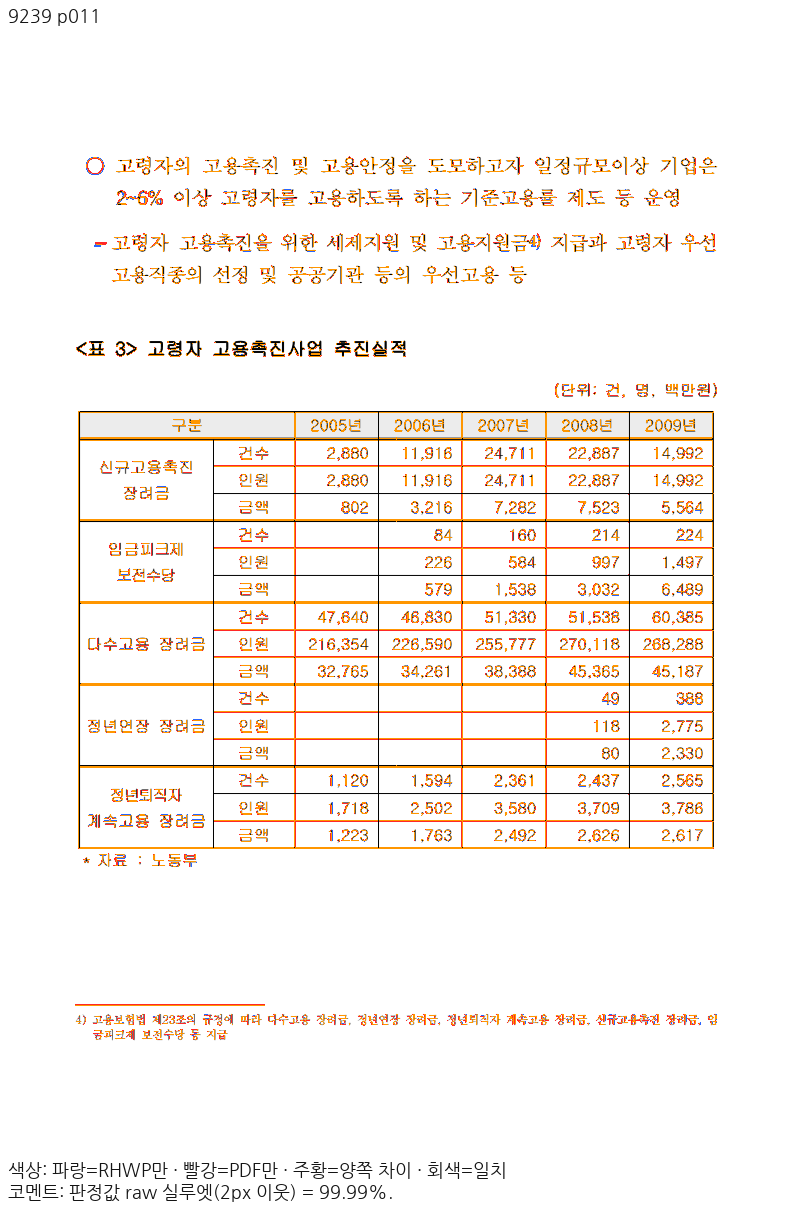 9239 p011
○ 고령자의 고용촉진 및 고용안정을 도모하고자 일정규모이상 기업은
2~6% 이상 고령자를 고용하도록 하는 기준고용률 제도 등 운영
- 고령자 고용촉진을 위한 세제지원 및 고용지원금4) 지급과 고령자 우선
고용직종의 선정 및 공공기관 등의 우선고용 등
<표 3> 고령자 고용촉진사업 추진실적
(단위: 건, 명, 백만원)
구분 2005년 2006년 2007년 2008년 2009년
신규고용촉진 장려금 건수 2,880 11,916 24,711 22,887 14,992
인원 2,880 11,916 24,711 22,887 14,992
금액 802 3,216 7,282 7,523 5,564
임금피크제 보전수당 건수 84 160 214 224
인원 226 584 997 1,497
금액 579 1,538 3,032 6,489
다수고용 장려금 건수 47,640 46,830 51,330 51,538 60,385
인원 216,354 226,590 255,777 270,118 268,288
금액 32,765 34,261 38,388 45,365 45,187
정년연장 장려금 건수 49 388
인원 118 2,775
금액 80 2,330
정년퇴직자 계속고용 장려금 건수 1,120 1,594 2,361 2,437 2,565
인원 1,718 2,502 3,580 3,709 3,786
금액 1,223 1,763 2,492 2,626 2,617
* 자료 : 노동부
4) 고용보험법 제23조의 규정에 따라 다수고용 장려금, 정년연장 장려금, 정년퇴직자 계속고용 장려금, 신규고용촉진 장려금, 임
금피크제 보전수당 등 지급
색상: 파랑=RHWP만 · 빨강=PDF만 · 주황=양쪽 차이 · 회색=일치
코멘트: 판정값 raw 실루엣(2px 이웃) = 99.99%.